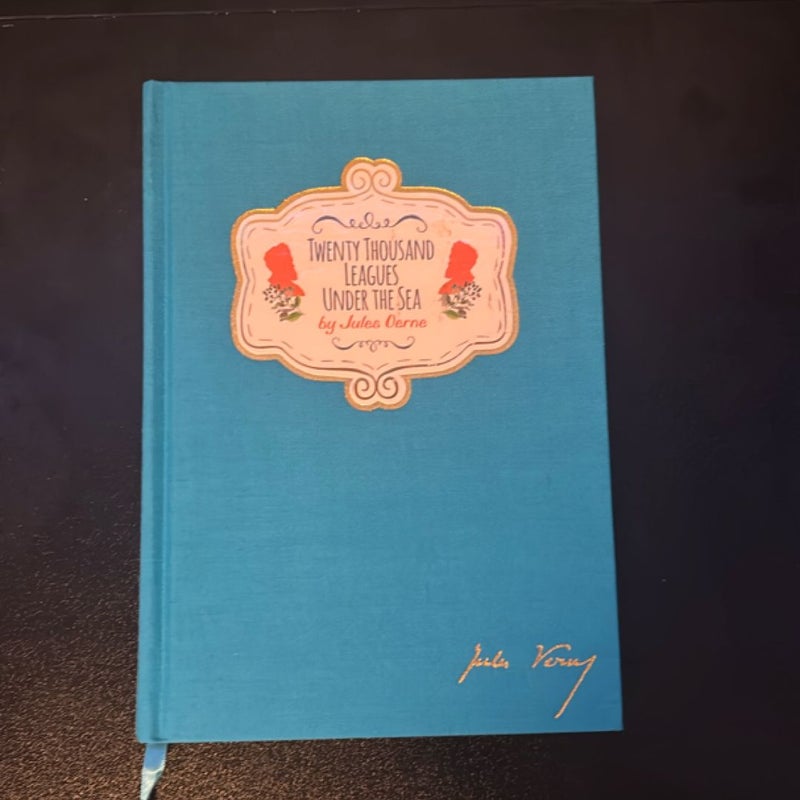 TWENTY THOUSAND
LEAGUES
UNDER THE SEA
by Jules Verne
Jules Verne